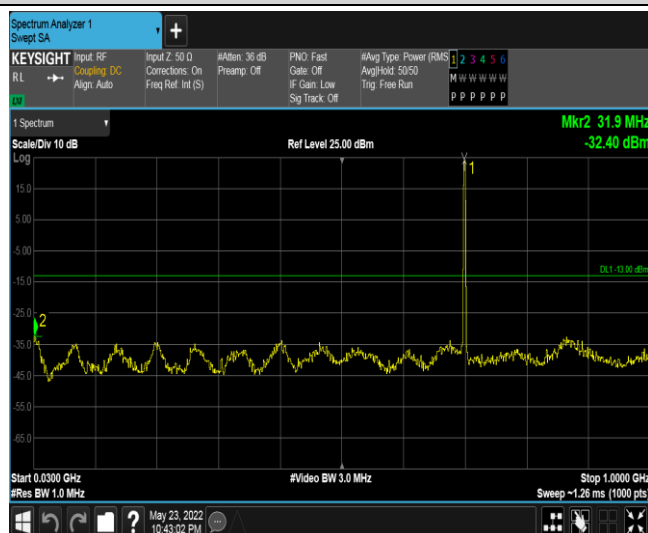 Spectrum Analyzer 1
Swept SA
+
KEYSIGHT
RL
Input: RF
Coupling: DC
Align: Auto
Input Z: 50 Ω
Corrections: On
Freq Ref: Int (S)
#Atten: 36 dB
Preamp: Off
PNO: Fast
Gate: Off
IF Gain: Low
Sig Track: Off
#Avg Type: Power (RMS
Avg|Hold: 50/50
Trig: Free Run
1 2 3 4 5 6
M W W W W W
P P P P P P
1 Spectrum
Mkr2 31.9 MHz
Scale/Div 10 dB
Ref Level 25.00 dBm
-32.40 dBm
Log
15.0
5.00
-5.00
-15.0
-25.0
-35.0
-45.0
-55.0
-65.0
1
DL1 -13.00 dBm
2
Start 0.0300 GHz
#Video BW 3.0 MHz
Stop 1.0000 GHz
#Res BW 1.0 MHz
Sweep ~1.26 ms (1000 pts)
?
May 23, 2022
10:43:02 PM